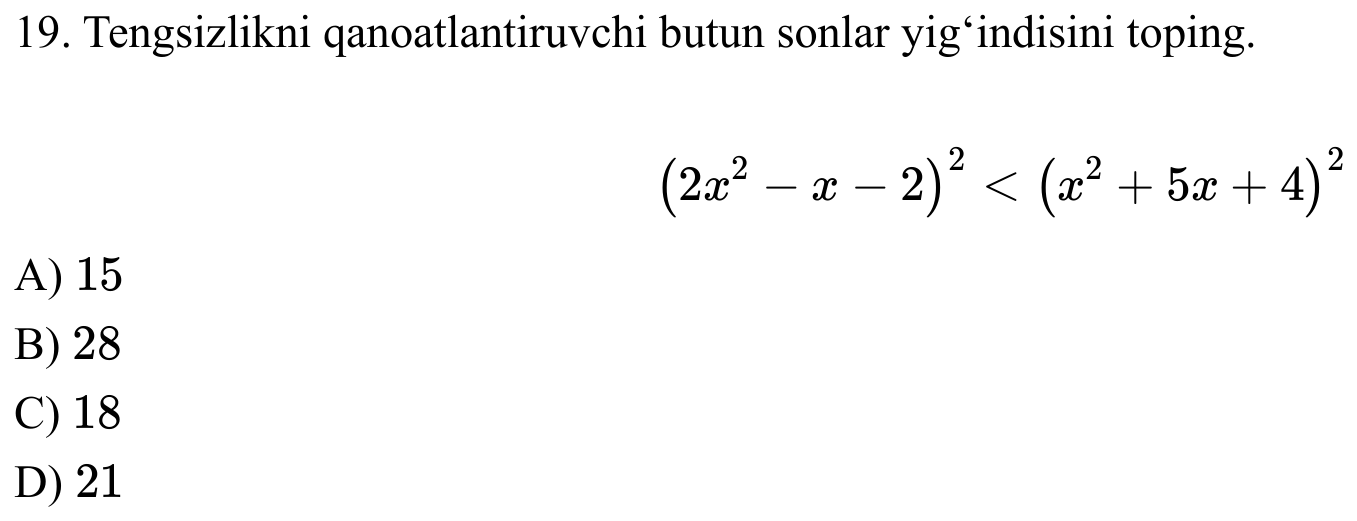 19. Tengsizlikni qanoatlantiruvchi butun sonlar yig‘indisini toping.
(2x² − x − 2)² < (x² + 5x + 4)²
A) 15
B) 28
C) 18
D) 21